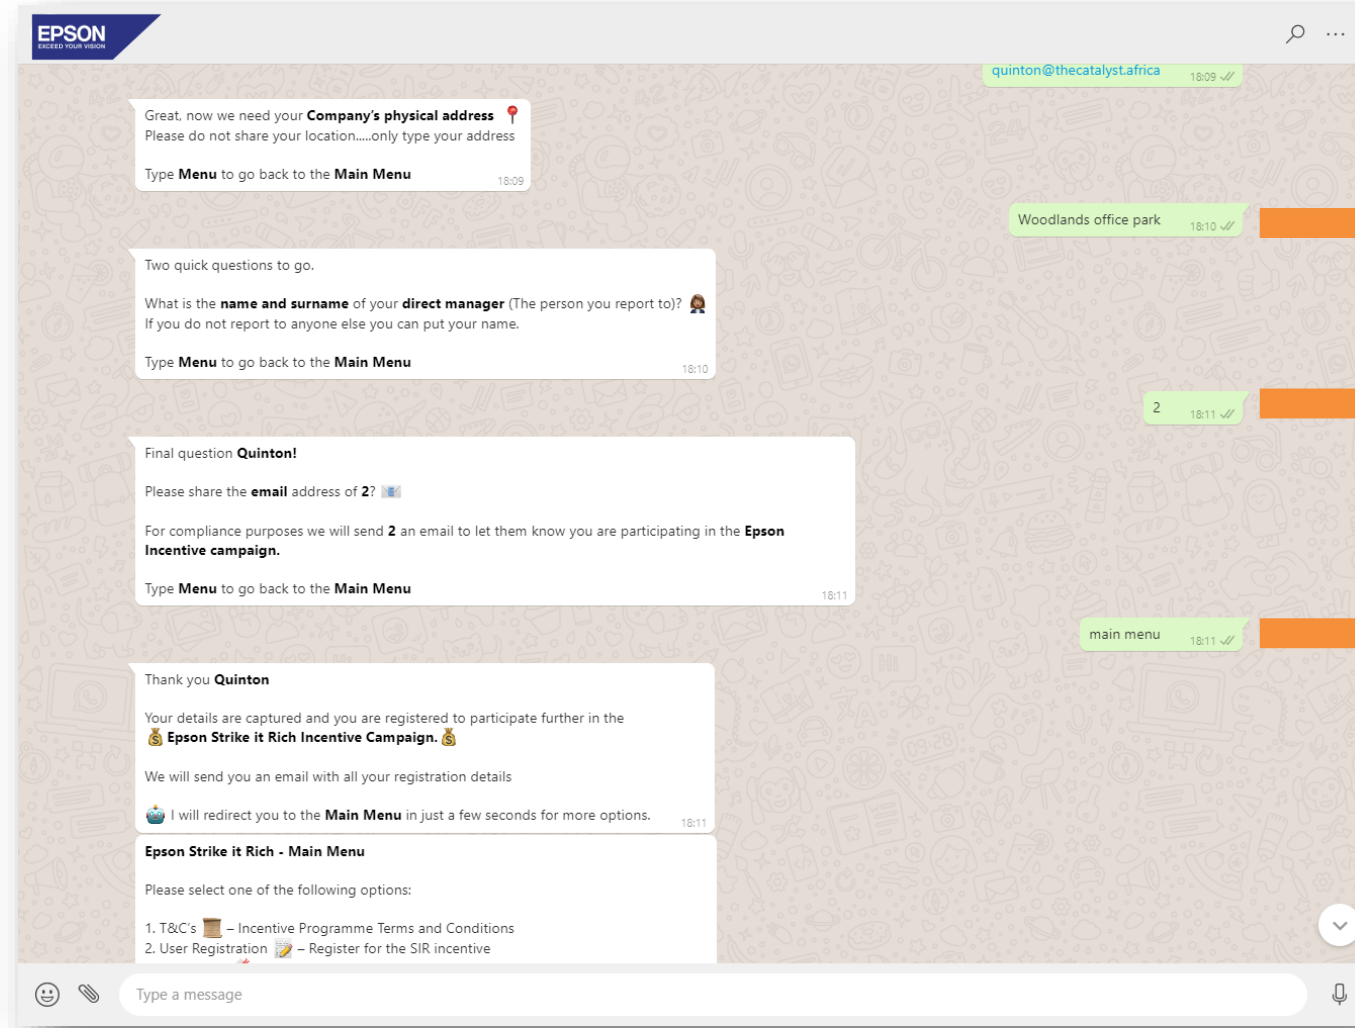 EPSON
EXCEED YOUR VISION
quinton@thecatalyst.africa
18:09
Great, now we need your Company's physical address
Please do not share your location.....only type your address
Type Menu to go back to the Main Menu
18:09
Woodlands office park
18:10
Two quick questions to go.
What is the name and surname of your direct manager (The person you report to)?
If you do not report to anyone else you can put your name.
Type Menu to go back to the Main Menu
18:10
2
18:11
Final question Quinton!
Please share the email address of 2?
For compliance purposes we will send 2 an email to let them know you are participating in the Epson
Incentive campaign.
Type Menu to go back to the Main Menu
18:11
main menu
18:11
Thank you Quinton
Your details are captured and you are registered to participate further in the
Epson Strike it Rich Incentive Campaign.
We will send you an email with all your registration details
I will redirect you to the Main Menu in just a few seconds for more options.
18:11
Epson Strike it Rich - Main Menu
Please select one of the following options:
1. T&C's – Incentive Programme Terms and Conditions
2. User Registration – Register for the SIR incentive
Type a message